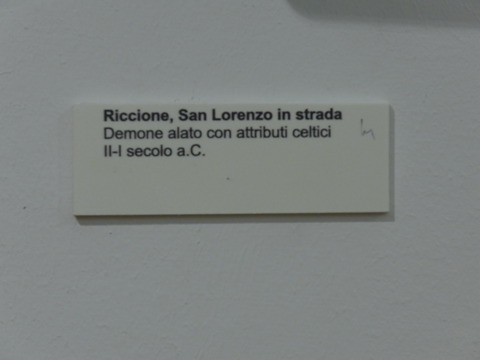 Riccione, San Lorenzo in strada
Demone alato con attributi celtici
II-I secolo a.C.